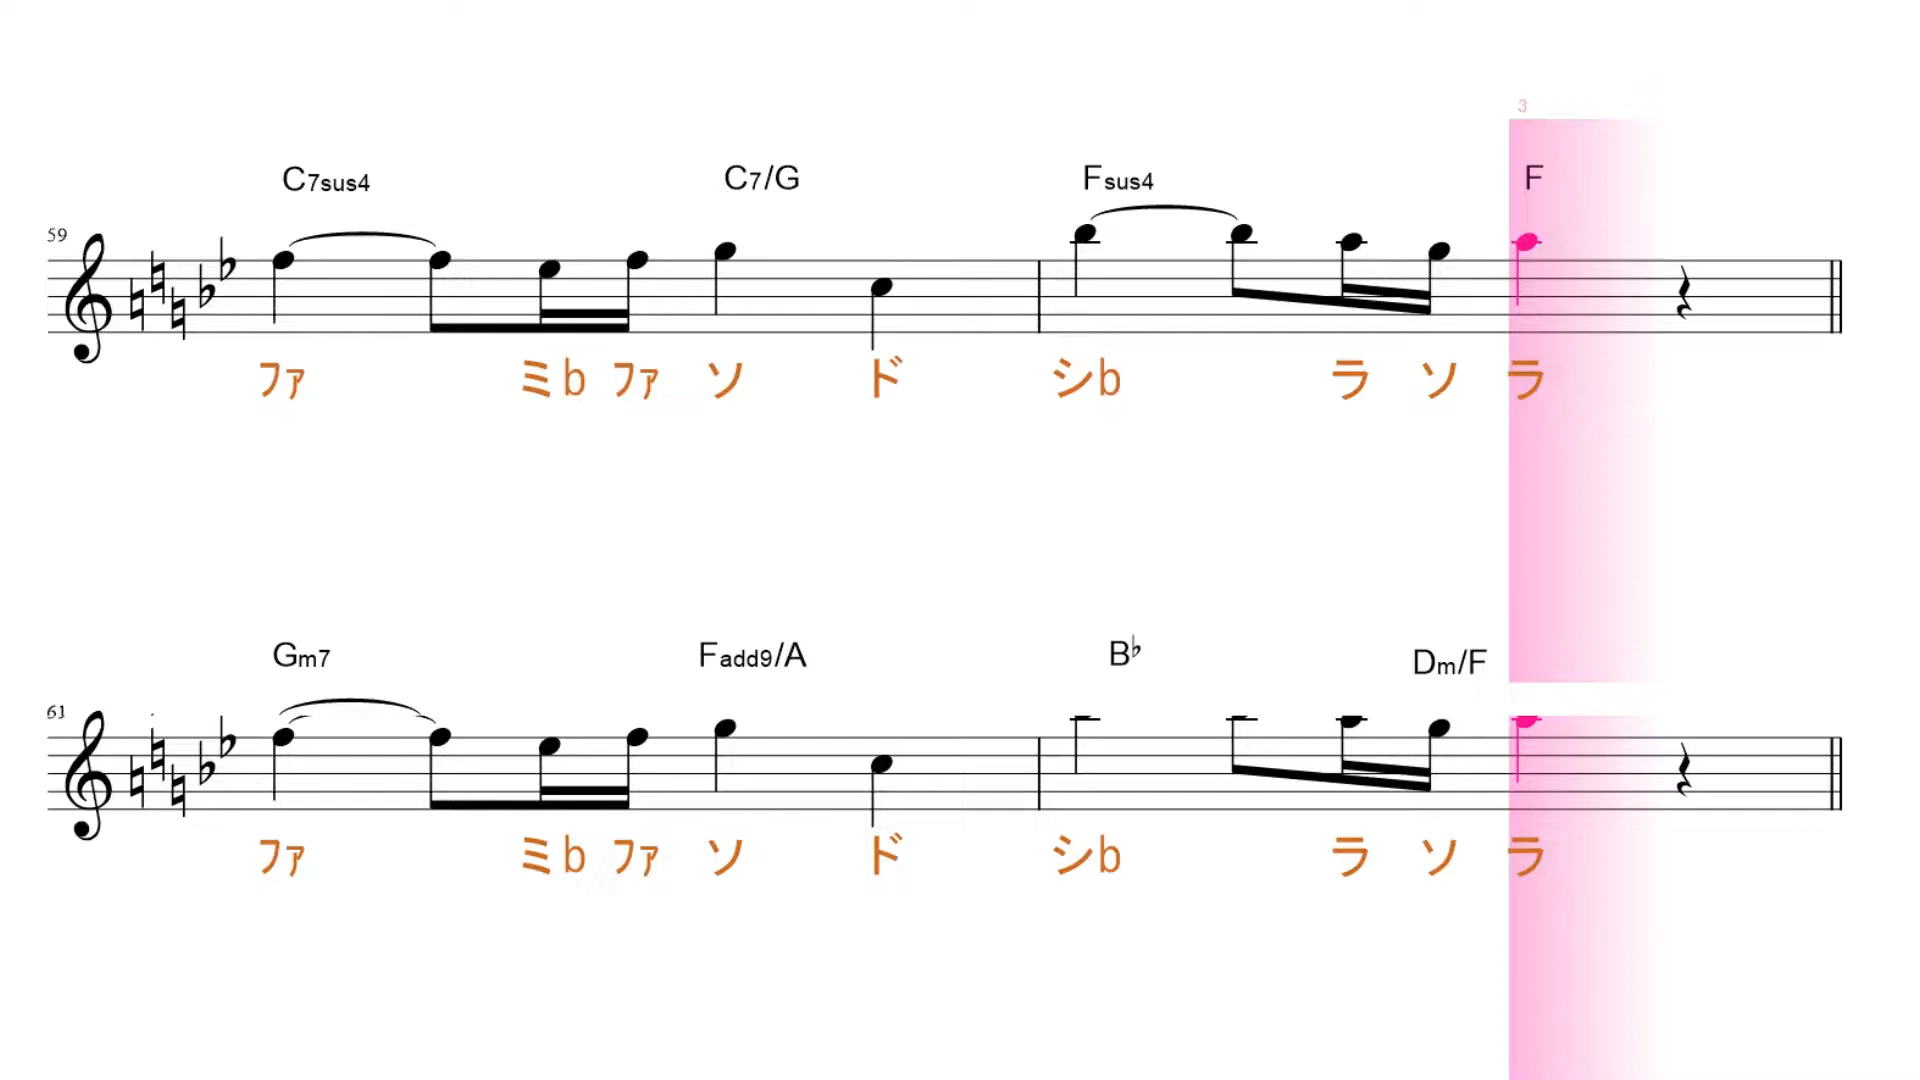 3
C7sus4 C7/G Fsus4 F
59
ファ ミb ファ ソ ド シb ラ ソ ラ
Gm7 Fadd9/A B♭ Dm/F
61
ファ ミb ファ ソ ド シb ラ ソ ラ